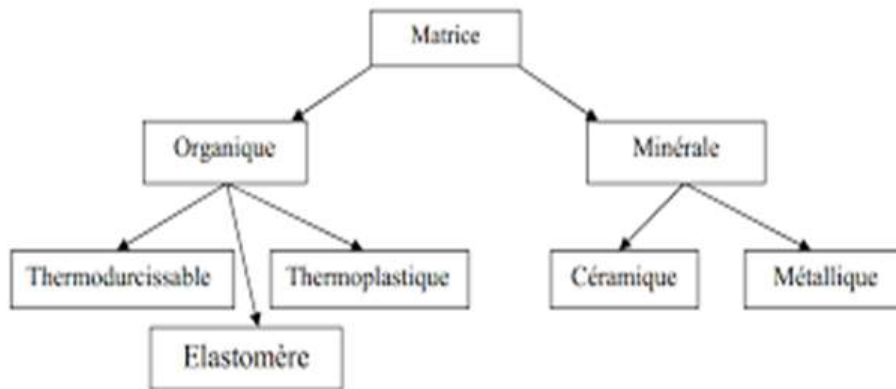 Matrice
Organique
Minérale
Thermodurcissable
Thermoplastique
Céramique
Métallique
Elastomère